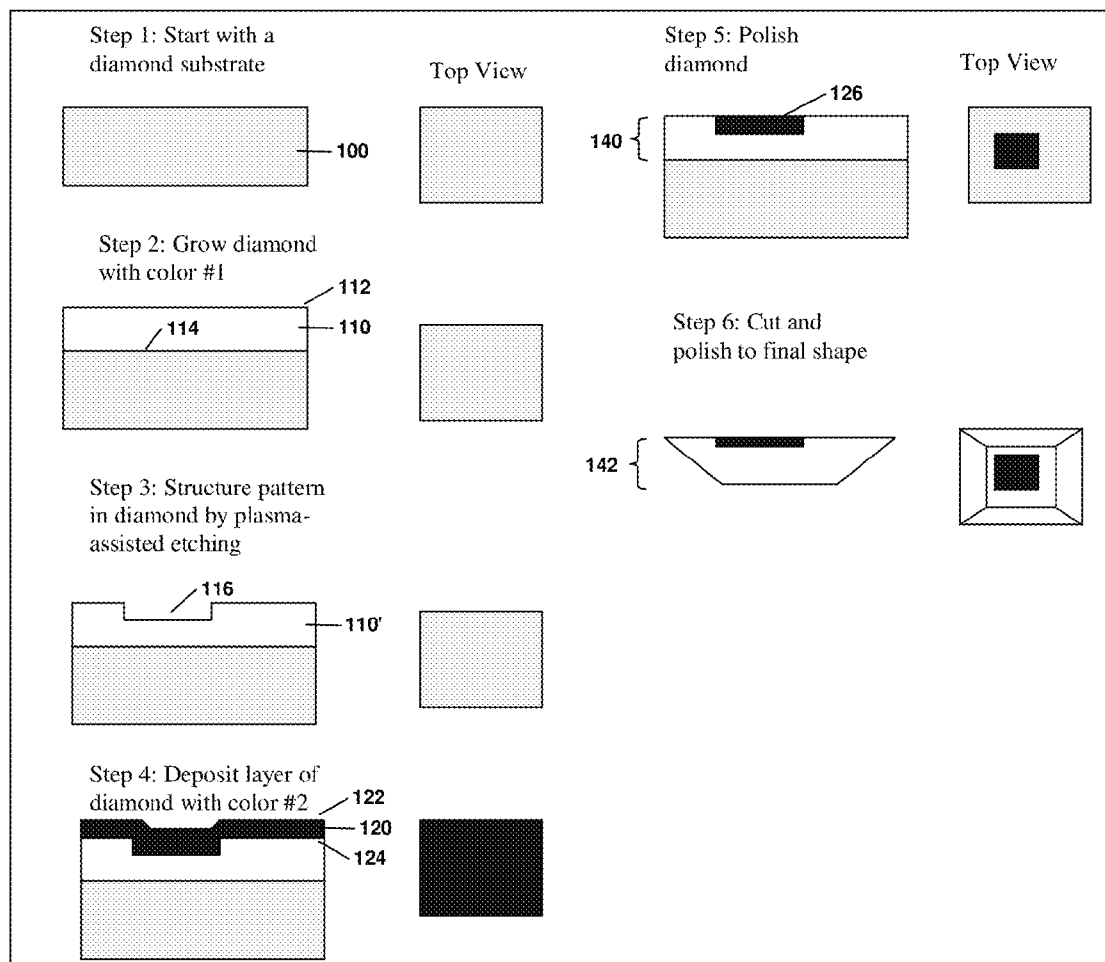 Step 1: Start with a
diamond substrate
Top View
100
Step 2: Grow diamond
with color #1
112
110
114
Step 3: Structure pattern
in diamond by plasma-
assisted etching
116
110'
Step 4: Deposit layer of
diamond with color #2
122
120
124
Step 5: Polish
diamond
Top View
126
140
Step 6: Cut and
polish to final shape
142